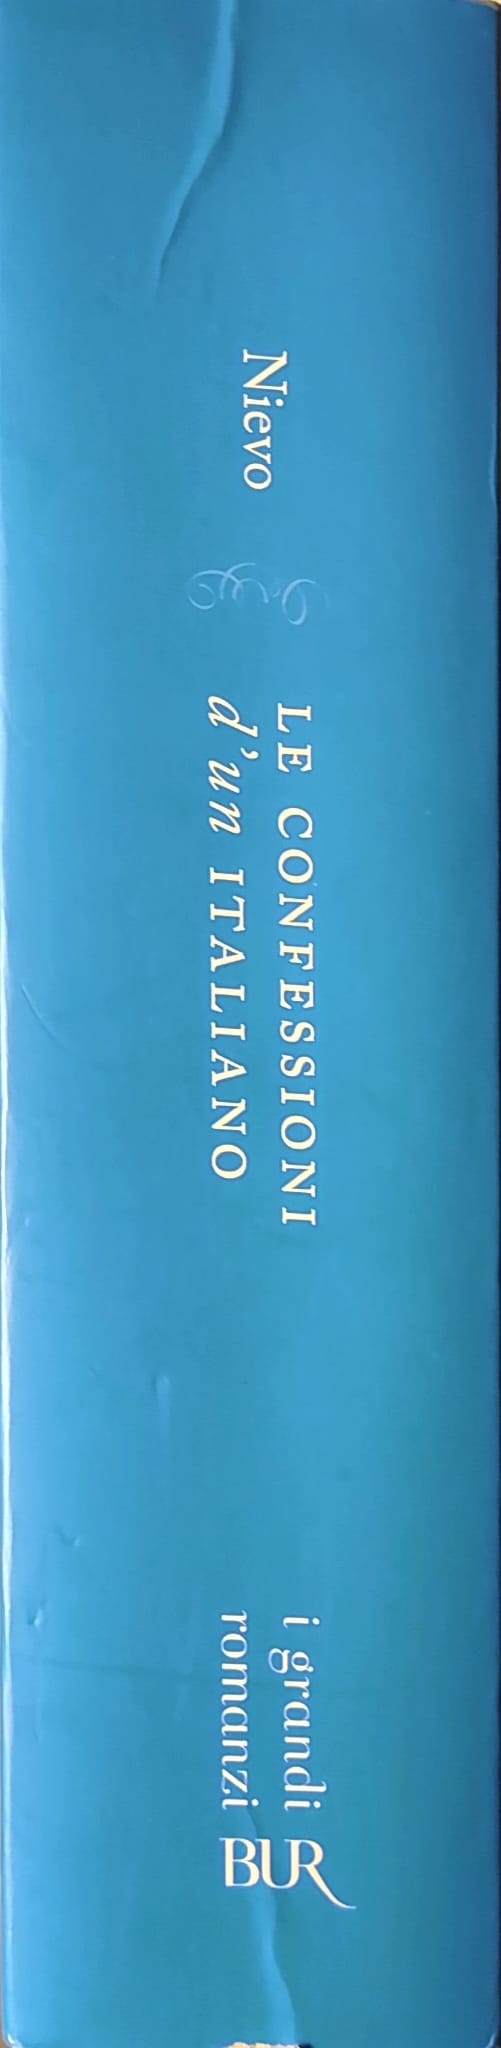 Nievo
LE CONFESSIONI
d'un ITALIANO
i grandi
romanzi
BUR